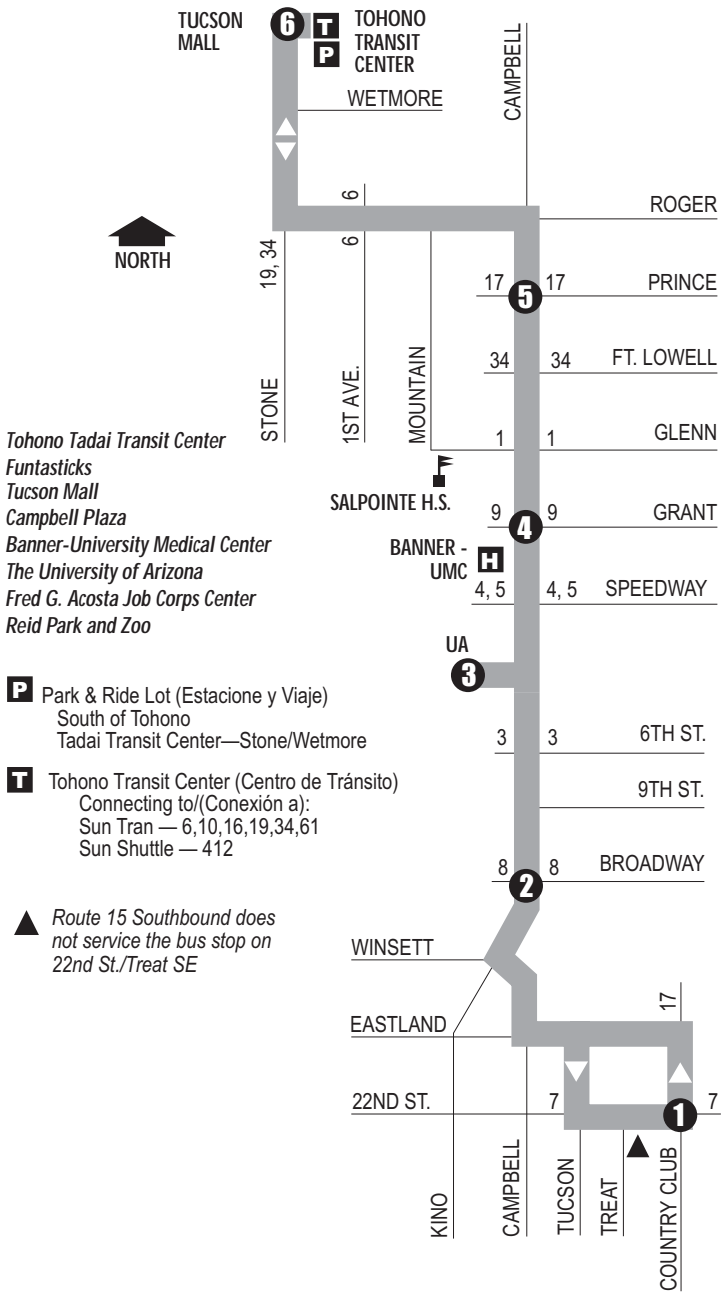 TUCSON
MALL
6
T
P
TOHONO
TRANSIT
CENTER
WETMORE
CAMPBELL
6
6
ROGER
NORTH
19, 34
17
5
17
PRINCE
34
34
FT. LOWELL
STONE
1ST AVE.
MOUNTAIN
1
1
GLENN
SALPOINTE H.S.
9
4
9
GRANT
BANNER -
UMC
H
4, 5
4, 5
SPEEDWAY
UA
3
3
3
6TH ST.
9TH ST.
8
2
8
BROADWAY
Tohono Tadai Transit Center
Funtasticks
Tucson Mall
Campbell Plaza
Banner-University Medical Center
The University of Arizona
Fred G. Acosta Job Corps Center
Reid Park and Zoo
P Park & Ride Lot (Estacione y Viaje)
South of Tohono
Tadai Transit Center—Stone/Wetmore
T Tohono Transit Center (Centro de Tránsito)
Connecting to/(Conexión a):
Sun Tran — 6,10,16,19,34,61
Sun Shuttle — 412
Route 15 Southbound does
not service the bus stop on
22nd St./Treat SE
WINSETT
EASTLAND
17
22ND ST.
7
1
7
KINO
CAMPBELL
TUCSON
TREAT
COUNTRY CLUB